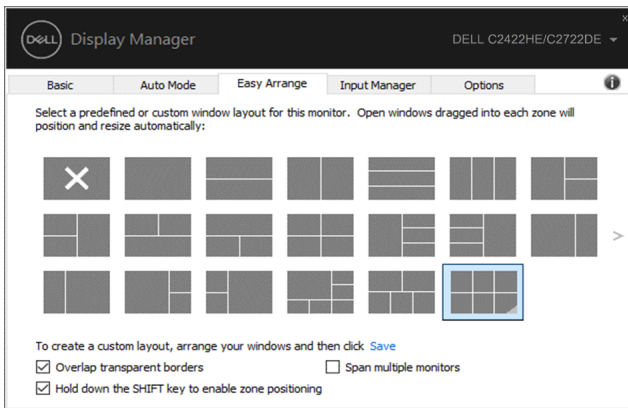 DELL Display Manager DELL C2422HE/C2722DE
x
Basic Auto Mode Easy Arrange Input Manager Options i
Select a predefined or custom window layout for this monitor. Open windows dragged into each zone will
position and resize automatically:
>
To create a custom layout, arrange your windows and then click Save
Overlap transparent borders Span multiple monitors
Hold down the SHIFT key to enable zone positioning